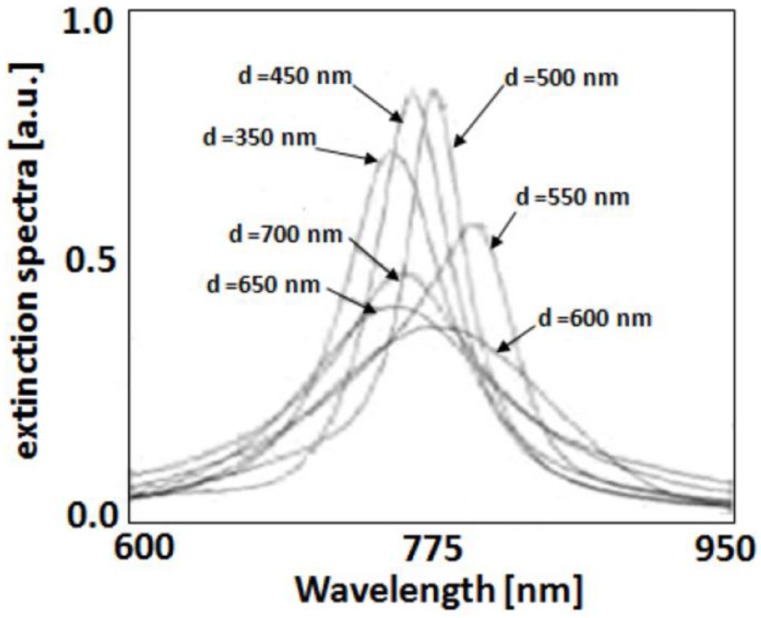 1.0
d =450 nm
d =500 nm
d =350 nm
d =550 nm
d =700 nm
0.5
d =650 nm
d =600 nm
0.0
600
775
950
Wavelength [nm]
extinction spectra [a.u.]